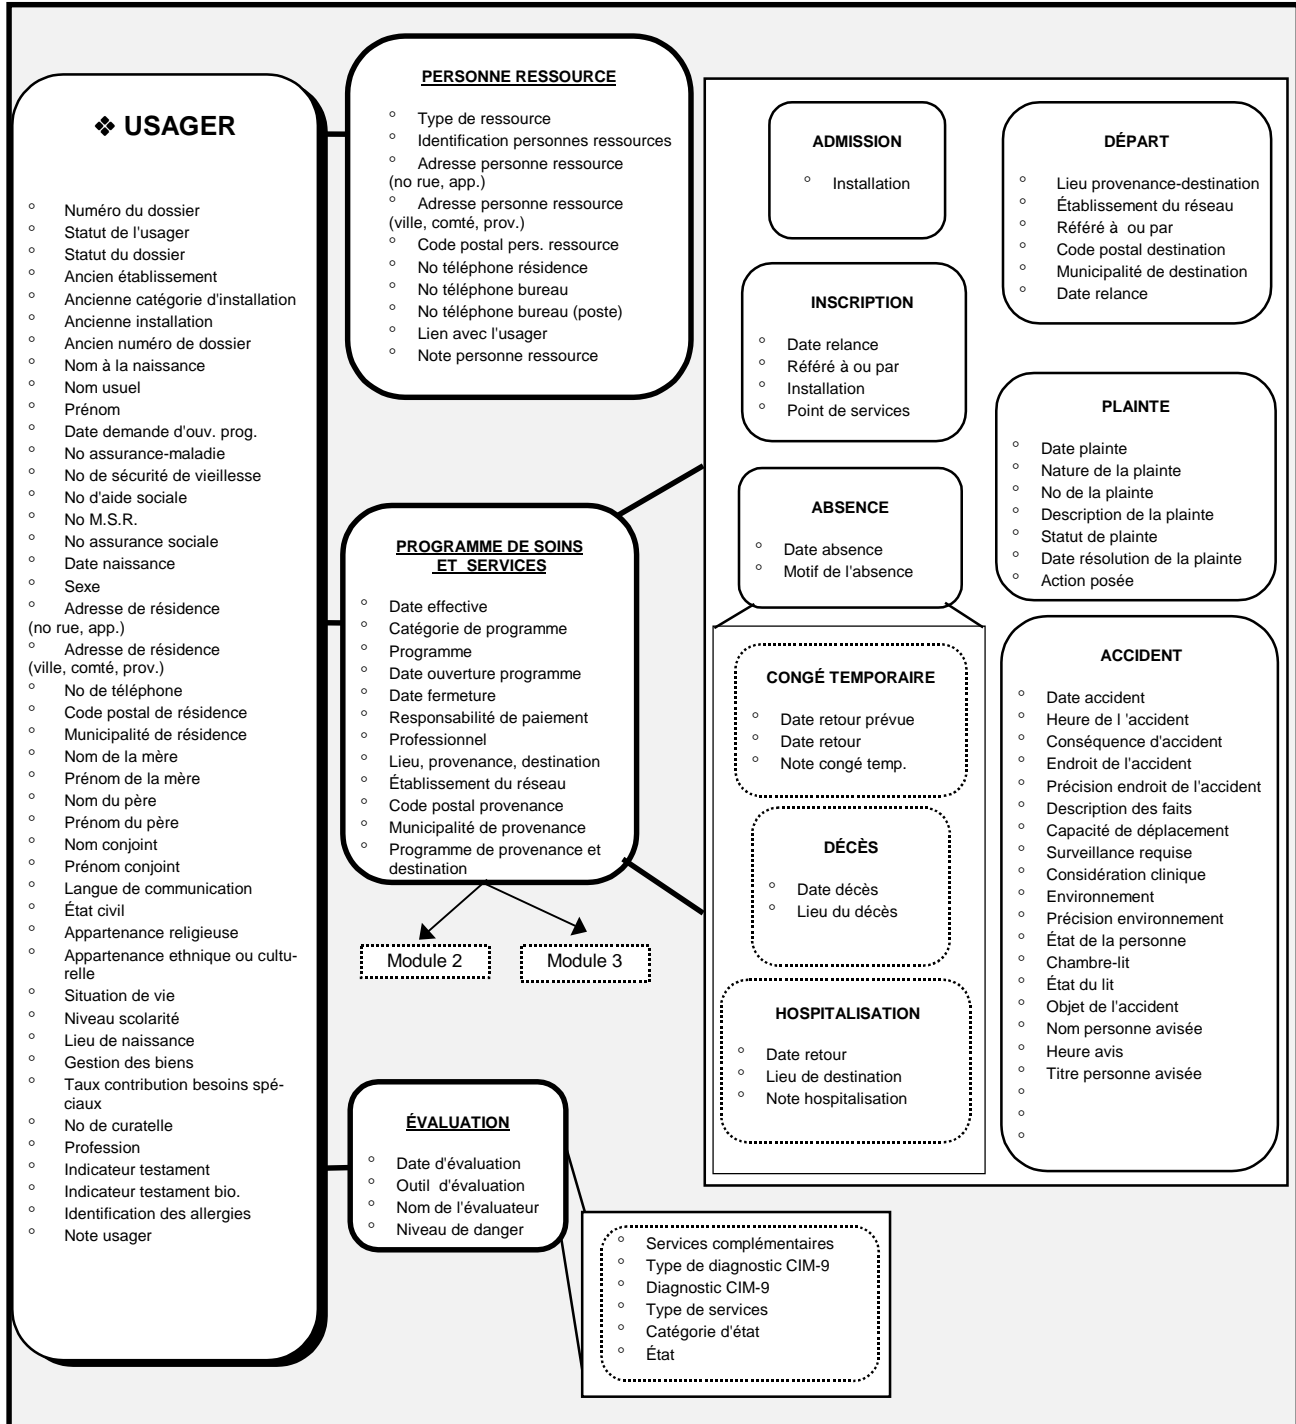 ❖ USAGER
° Numéro du dossier
° Statut de l'usager
° Statut du dossier
° Ancien établissement
° Ancienne catégorie d'installation
° Ancienne installation
° Ancien numéro de dossier
° Nom à la naissance
° Nom usuel
° Prénom
° Date demande d'ouv. prog.
° No assurance-maladie
° No de sécurité de vieillesse
° No d'aide sociale
° No M.S.R.
° No assurance sociale
° Date naissance
° Sexe
° Adresse de résidence
(no rue, app.)
° Adresse de résidence
(ville, comté, prov.)
° No de téléphone
° Code postal de résidence
° Municipalité de résidence
° Nom de la mère
° Prénom de la mère
° Nom du père
° Prénom du père
° Nom conjoint
° Prénom conjoint
° Langue de communication
° État civil
° Appartenance religieuse
° Appartenance ethnique ou cultu-
relle
° Situation de vie
° Niveau scolarité
° Lieu de naissance
° Gestion des biens
° Taux contribution besoins spé-
ciaux
° No de curatelle
° Profession
° Indicateur testament
° Indicateur testament bio.
° Identification des allergies
° Note usager
PERSONNE RESSOURCE
° Type de ressource
° Identification personnes ressources
° Adresse personne ressource
(no rue, app.)
° Adresse personne ressource
(ville, comté, prov.)
° Code postal pers. ressource
° No téléphone résidence
° No téléphone bureau
° No téléphone bureau (poste)
° Lien avec l'usager
° Note personne ressource
PROGRAMME DE SOINS
ET SERVICES
° Date effective
° Catégorie de programme
° Programme
° Date ouverture programme
° Date fermeture
° Responsabilité de paiement
° Professionnel
° Lieu, provenance, destination
° Établissement du réseau
° Code postal provenance
° Municipalité de provenance
° Programme de provenance et
destination
Module 2
Module 3
ÉVALUATION
° Date d'évaluation
° Outil d'évaluation
° Nom de l'évaluateur
° Niveau de danger
° Services complémentaires
° Type de diagnostic CIM-9
° Diagnostic CIM-9
° Type de services
° Catégorie d'état
° État
ADMISSION
° Installation
INSCRIPTION
° Date relance
° Référé à ou par
° Installation
° Point de services
ABSENCE
° Date absence
° Motif de l'absence
CONGÉ TEMPORAIRE
° Date retour prévue
° Date retour
° Note congé temp.
DÉCÈS
° Date décès
° Lieu du décès
HOSPITALISATION
° Date retour
° Lieu de destination
° Note hospitalisation
DÉPART
° Lieu provenance-destination
° Établissement du réseau
° Référé à ou par
° Code postal destination
° Municipalité de destination
° Date relance
PLAINTE
° Date plainte
° Nature de la plainte
° No de la plainte
° Description de la plainte
° Statut de plainte
° Date résolution de la plainte
° Action posée
ACCIDENT
° Date accident
° Heure de l 'accident
° Conséquence d'accident
° Endroit de l'accident
° Précision endroit de l'accident
° Description des faits
° Capacité de déplacement
° Surveillance requise
° Considération clinique
° Environnement
° Précision environnement
° État de la personne
° Chambre-lit
° État du lit
° Objet de l'accident
° Nom personne avisée
° Heure avis
° Titre personne avisée
°
°
°